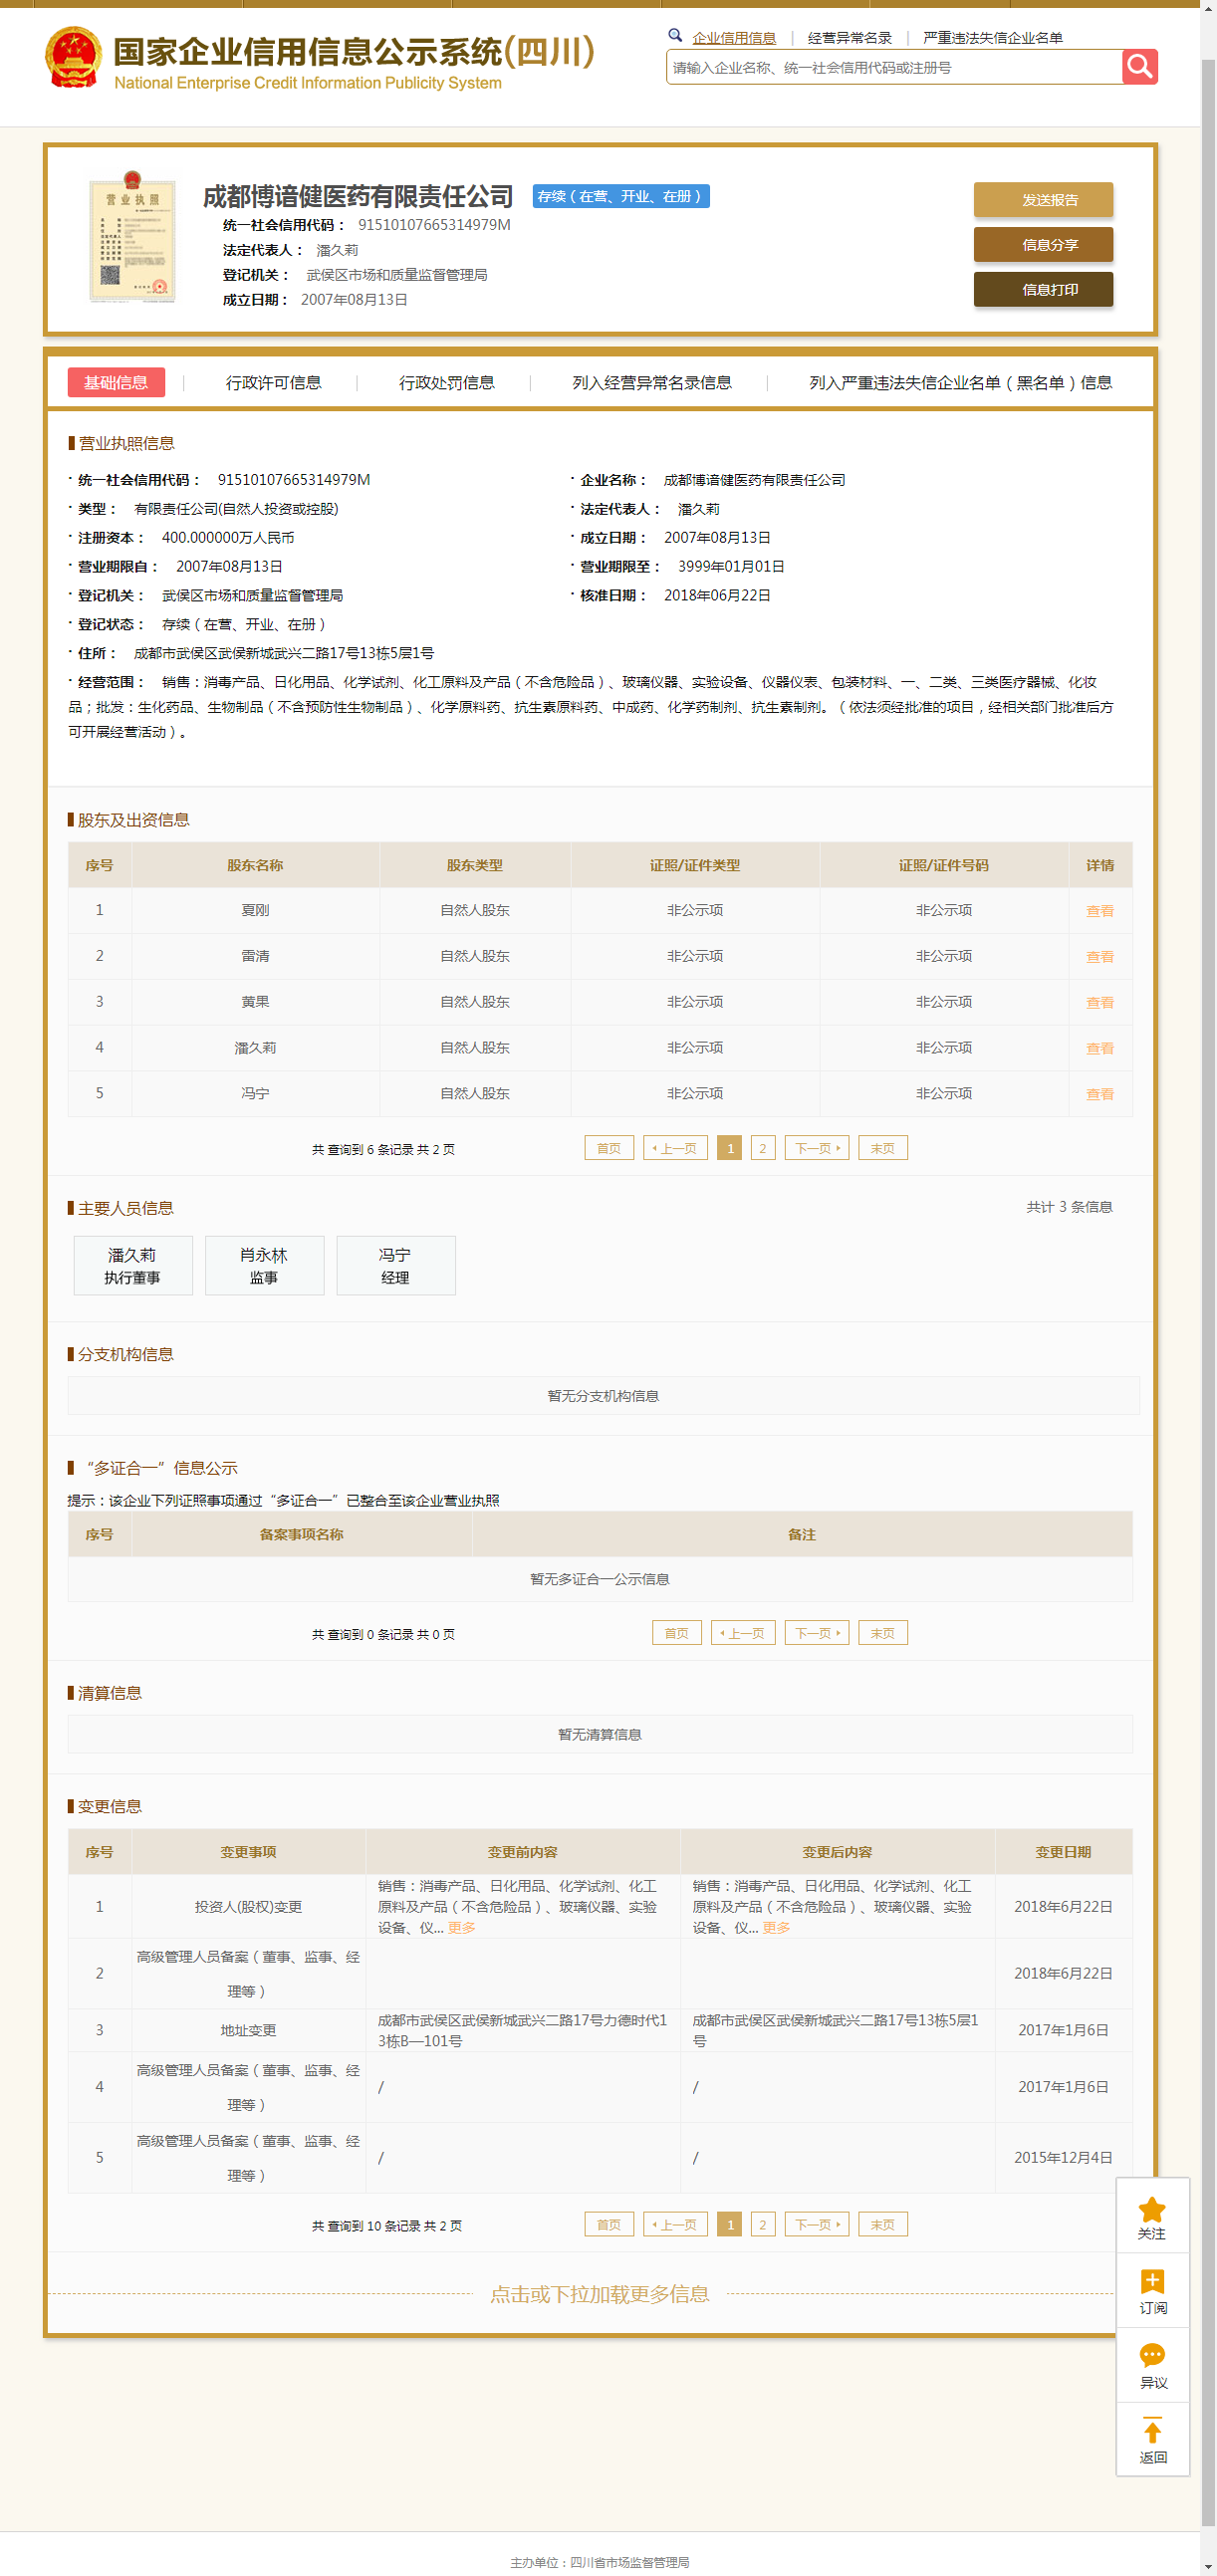 国家企业信用信息公示系统(四川)
National Enterprise Credit Information Publicity System
企业信用信息 | 经营异常名录 | 严重违法失信企业名单
请输入企业名称、统一社会信用代码或注册号
营业执照
成都博谙健医药有限责任公司 存续（在营、开业、在册）
统一社会信用代码： 91510107665314979M
法定代表人： 潘久莉
登记机关： 武侯区市场和质量监督管理局
成立日期： 2007年08月13日
发送报告
信息分享
信息打印
基础信息 | 行政许可信息 | 行政处罚信息 | 列入经营异常名录信息 | 列入严重违法失信企业名单（黑名单）信息
营业执照信息
· 统一社会信用代码： 91510107665314979M · 企业名称： 成都博谙健医药有限责任公司
· 类型： 有限责任公司(自然人投资或控股) · 法定代表人： 潘久莉
· 注册资本： 400.000000万人民币 · 成立日期： 2007年08月13日
· 营业期限自： 2007年08月13日 · 营业期限至： 3999年01月01日
· 登记机关： 武侯区市场和质量监督管理局 · 核准日期： 2018年06月22日
· 登记状态： 存续（在营、开业、在册）
· 住所： 成都市武侯区武侯新城武兴二路17号13栋5层1号
· 经营范围： 销售：消毒产品、日化用品、化学试剂、化工原料及产品（不含危险品）、玻璃仪器、实验设备、仪器仪表、包装材料、一、二类、三类医疗器械、化妆
品；批发：生化药品、生物制品（不含预防性生物制品）、化学原料药、抗生素原料药、中成药、化学药制剂、抗生素制剂。（依法须经批准的项目，经相关部门批准后方
可开展经营活动）。
股东及出资信息
序号 股东名称 股东类型 证照/证件类型 证照/证件号码 详情
1 夏刚 自然人股东 非公示项 非公示项 查看
2 雷清 自然人股东 非公示项 非公示项 查看
3 黄果 自然人股东 非公示项 非公示项 查看
4 潘久莉 自然人股东 非公示项 非公示项 查看
5 冯宁 自然人股东 非公示项 非公示项 查看
共 查询到 6 条记录 共 2 页 首页 上一页 1 2 下一页 末页
主要人员信息 共计 3 条信息
潘久莉 肖永林 冯宁
执行董事 监事 经理
分支机构信息
暂无分支机构信息
“多证合一”信息公示
提示：该企业下列证照事项通过“多证合一”已整合至该企业营业执照
序号 备案事项名称 备注
暂无多证合一公示信息
共 查询到 0 条记录 共 0 页 首页 上一页 下一页 末页
清算信息
暂无清算信息
变更信息
序号 变更事项 变更前内容 变更后内容 变更日期
1 投资人(股权)变更 销售：消毒产品、日化用品、化学试剂、化工原料及产品（不含危险品）、玻璃仪器、实验设备、仪... 更多 销售：消毒产品、日化用品、化学试剂、化工原料及产品（不含危险品）、玻璃仪器、实验设备、仪... 更多 2018年6月22日
2 高级管理人员备案（董事、监事、经理等） 2018年6月22日
3 地址变更 成都市武侯区武侯新城武兴二路17号力德时代13栋B—101号 成都市武侯区武侯新城武兴二路17号13栋5层1号 2017年1月6日
4 高级管理人员备案（董事、监事、经理等） / / 2017年1月6日
5 高级管理人员备案（董事、监事、经理等） / / 2015年12月4日
共 查询到 10 条记录 共 2 页 首页 上一页 1 2 下一页 末页
点击或下拉加载更多信息
关注
订阅
异议
返回
主办单位：四川省市场监督管理局